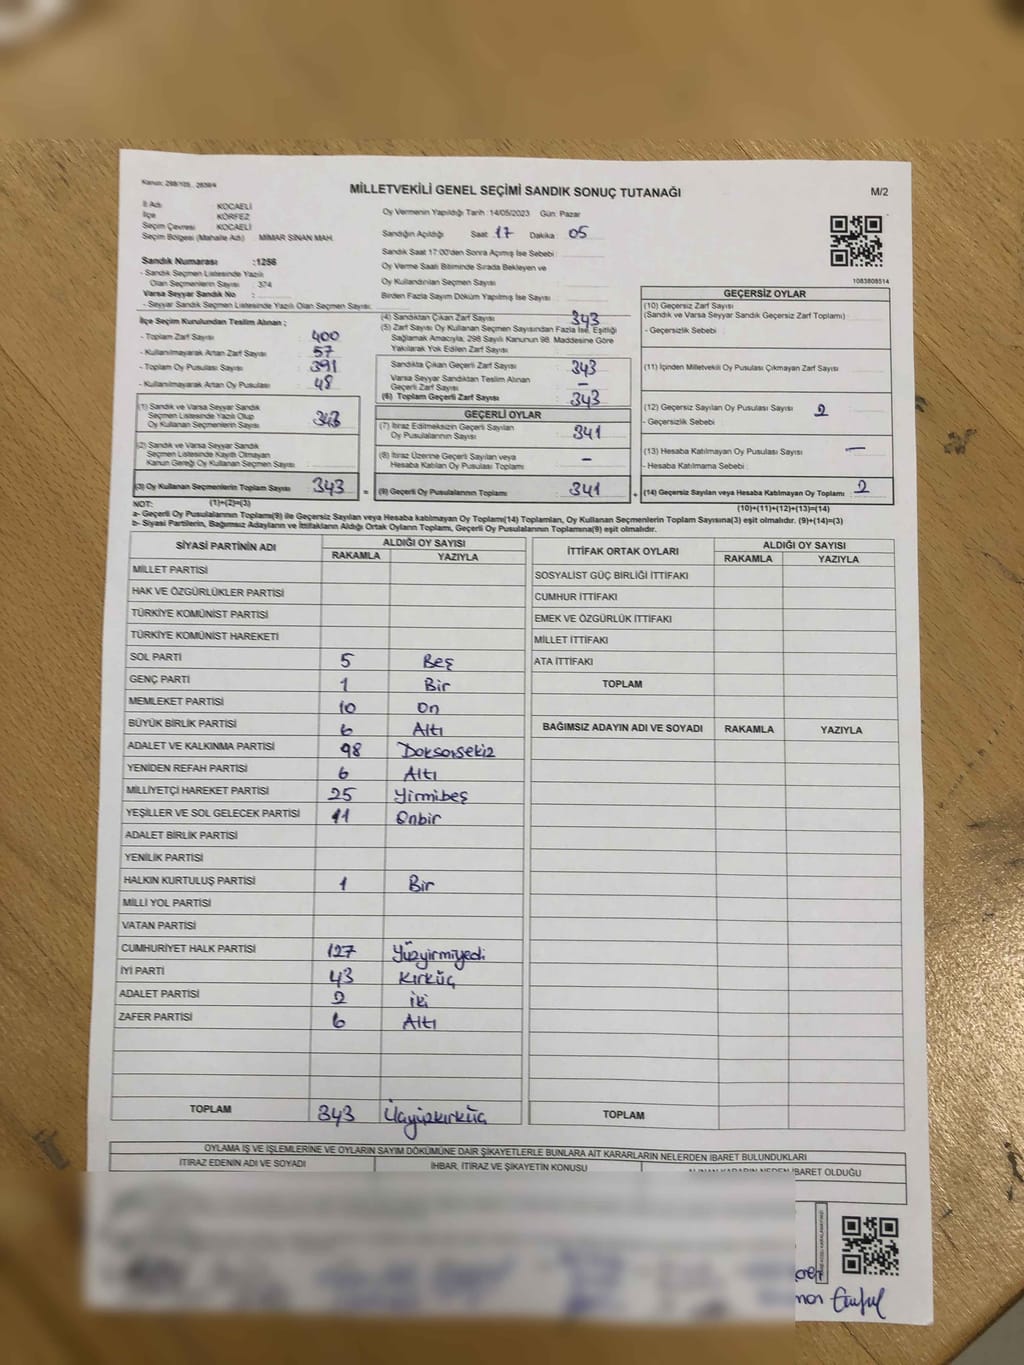 Kanun: 298/105, 2839/4
MİLLETVEKİLİ GENEL SEÇİMİ SANDIK SONUÇ TUTANAĞI
M/2
İl Adı KOCAELİ
İlçe KÖRFEZ
Seçim Çevresi KOCAELİ
Seçim Bölgesi (Mahalle Adı) MİMAR SİNAN MAH.
Sandık Numarası :1256
- Sandık Seçmen Listesinde Yazılı
Olan Seçmenlerin Sayısı : 374
Varsa Seyyar Sandık No :
- Seyyar Sandık Seçmen Listesinde Yazılı Olan Seçmen Sayısı:
Oy Vermenin Yapıldığı Tarih :14/05/2023 Gün: Pazar
Sandığın Açıldığı Saat : 17 Dakika : 05
Sandık Saat 17:00'den Sonra Açılmış İse Sebebi :
Oy Verme Saati Bitiminde Sırada Bekleyen ve
Oy Kullandırılan Seçmen Sayısı :
Birden Fazla Sayım Döküm Yapılmış İse Sayısı :
1083808514
İlçe Seçim Kurulundan Teslim Alınan ;
- Toplam Zarf Sayısı : 400
- Kullanılmayarak Artan Zarf Sayısı : 57
- Toplam Oy Pusulası Sayısı : 391
- Kullanılmayarak Artan Oy Pusulası : 48
(1) Sandık ve Varsa Seyyar Sandık
Seçmen Listesinde Yazılı Olup
Oy Kullanan Seçmenlerin Sayısı : 343
(2) Sandık ve Varsa Seyyar Sandık
Seçmen Listesinde Kayıtlı Olmayan
Kanun Gereği Oy Kullanan Seçmen Sayısı :
(3) Oy Kullanan Seçmenlerin Toplam Sayısı : 343
(1)+(2)=(3)
(4) Sandıktan Çıkan Zarf Sayısı : 343
(5) Zarf Sayısı Oy Kullanan Seçmen Sayısından Fazla İse, Eşitliği
Sağlamak Amacıyla; 298 Sayılı Kanunun 98. Maddesine Göre
Yakılarak Yok Edilen Zarf Sayısı :
Sandıkta Çıkan Geçerli Zarf Sayısı : 343
Varsa Seyyar Sandıktan Teslim Alınan
Geçerli Zarf Sayısı : -
(6) Toplam Geçerli Zarf Sayısı : 343
GEÇERLİ OYLAR
(7) İtiraz Edilmeksizin Geçerli Sayılan
Oy Pusulalarının Sayısı : 341
(8) İtiraz Üzerine Geçerli Sayılan veya
Hesaba Katılan Oy Pusulası Toplamı : -
= (9) Geçerli Oy Pusulalarının Toplamı : 341
GEÇERSİZ OYLAR
(10) Geçersiz Zarf Sayısı
(Sandık ve Varsa Seyyar Sandık Geçersiz Zarf Toplamı) :
- Geçersizlik Sebebi :
(11) İçinden Milletvekili Oy Pusulası Çıkmayan Zarf Sayısı :
(12) Geçersiz Sayılan Oy Pusulası Sayısı : 2
- Geçersizlik Sebebi :
(13) Hesaba Katılmayan Oy Pusulası Sayısı : -
- Hesaba Katılmama Sebebi :
+ (14) Geçersiz Sayılan veya Hesaba Katılmayan Oy Toplamı : 2
(10)+(11)+(12)+(13)=(14)
NOT:
a- Geçerli Oy Pusulalarının Toplamı(9) ile Geçersiz Sayılan veya Hesaba katılmayan Oy Toplamı(14) Toplamları, Oy Kullanan Seçmenlerin Toplam Sayısına(3) eşit olmalıdır. (9)+(14)=(3)
b- Siyasi Partilerin, Bağımsız Adayların ve İttifakların Aldığı Ortak Oyların Toplamı, Geçerli Oy Pusulalarının Toplamına(9) eşit olmalıdır.
SİYASİ PARTİNİN ADI ALDIĞI OY SAYISI
RAKAMLA YAZIYLA
MİLLET PARTİSİ
HAK VE ÖZGÜRLÜKLER PARTİSİ
TÜRKİYE KOMÜNİST PARTİSİ
TÜRKİYE KOMÜNİST HAREKETİ
SOL PARTİ 5 Beş
GENÇ PARTİ 1 Bir
MEMLEKET PARTİSİ 10 On
BÜYÜK BİRLİK PARTİSİ 6 Altı
ADALET VE KALKINMA PARTİSİ 98 Doksansekiz
YENİDEN REFAH PARTİSİ 6 Altı
MİLLİYETÇİ HAREKET PARTİSİ 25 Yirmibeş
YEŞİLLER VE SOL GELECEK PARTİSİ 11 Onbir
ADALET BİRLİK PARTİSİ
YENİLİK PARTİSİ
HALKIN KURTULUŞ PARTİSİ 1 Bir
MİLLİ YOL PARTİSİ
VATAN PARTİSİ
CUMHURİYET HALK PARTİSİ 127 Yüzyirmiyedi
İYİ PARTİ 43 Kırküç
ADALET PARTİSİ 2 İki
ZAFER PARTİSİ 6 Altı
TOPLAM 343 Üçyüzkırküç
İTTİFAK ORTAK OYLARI ALDIĞI OY SAYISI
RAKAMLA YAZIYLA
SOSYALİST GÜÇ BİRLİĞİ İTTİFAKI
CUMHUR İTTİFAKI
EMEK VE ÖZGÜRLÜK İTTİFAKI
MİLLET İTTİFAKI
ATA İTTİFAKI
TOPLAM
BAĞIMSIZ ADAYIN ADI VE SOYADI RAKAMLA YAZIYLA
TOPLAM
OYLAMA İŞ VE İŞLEMLERİNE VE OYLARIN SAYIM DÖKÜMÜNE DAİR ŞİKAYETLERLE BUNLARA AİT KARARLARIN NELERDEN İBARET BULUNDUKLARI
İTİRAZ EDENİN ADI VE SOYADI İHBAR, İTİRAZ VE ŞİKAYETİN KONUSU ALINAN KARARIN NEDEN İBARET OLDUĞU